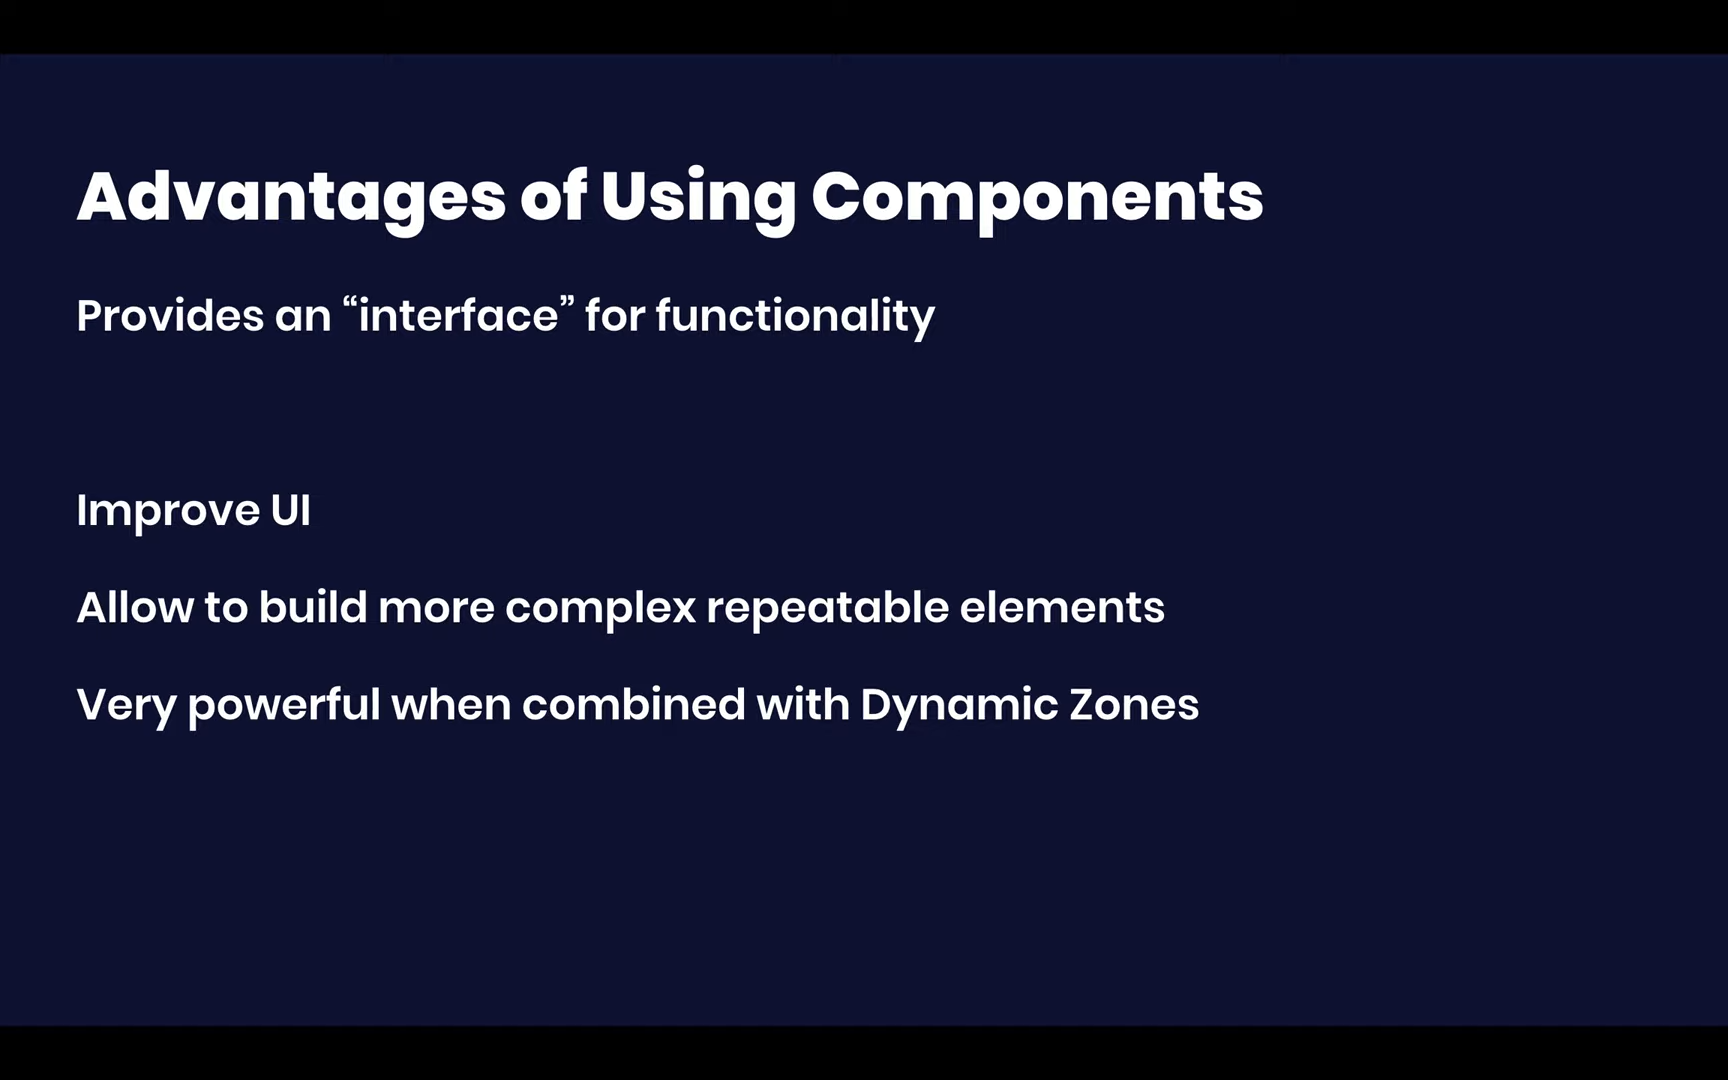 Advantages of Using Components
Provides an “interface” for functionality
Improve UI
Allow to build more complex repeatable elements
Very powerful when combined with Dynamic Zones